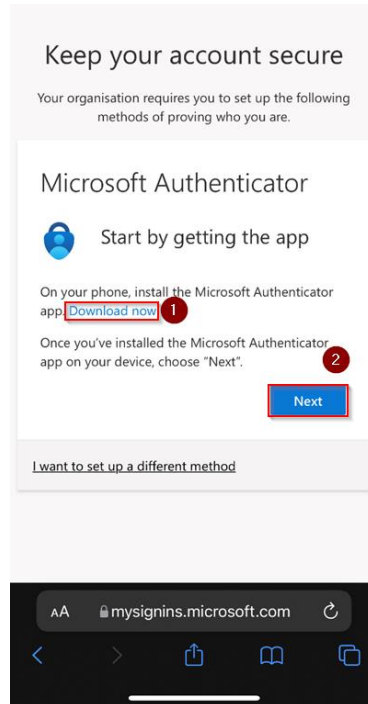 Keep your account secure
Your organisation requires you to set up the following
methods of proving who you are.
Microsoft Authenticator
Start by getting the app
On your phone, install the Microsoft Authenticator
app. Download now 1
Once you've installed the Microsoft Authenticator
app on your device, choose "Next". 2
Next
I want to set up a different method
AA mysignins.microsoft.com